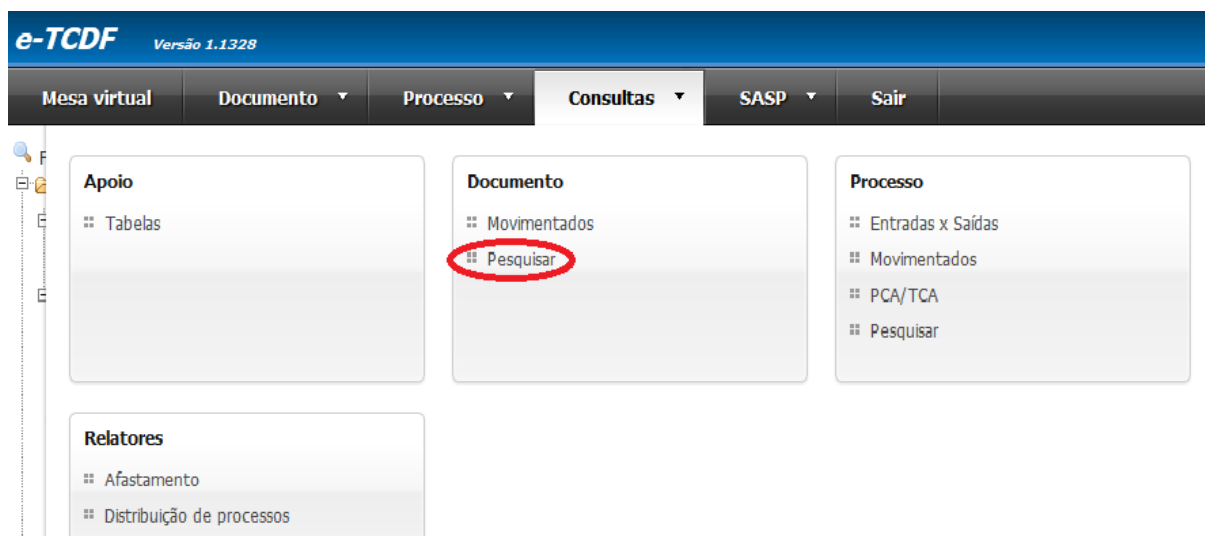 e-TCDF Versão 1.1328
Mesa virtual Documento Processo Consultas SASP Sair
F
Apoio
Tabelas
Documento
Movimentados
Pesquisar
Processo
Entradas x Saídas
Movimentados
PCA/TCA
Pesquisar
Relatores
Afastamento
Distribuição de processos